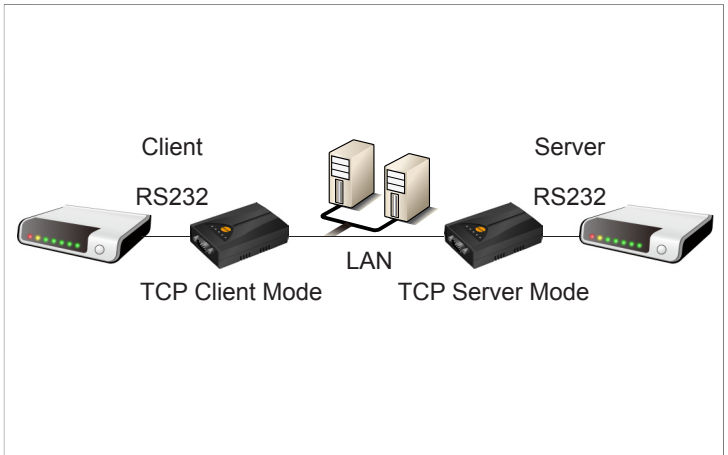 Client
Server
RS232
RS232
LAN
TCP Client Mode
TCP Server Mode